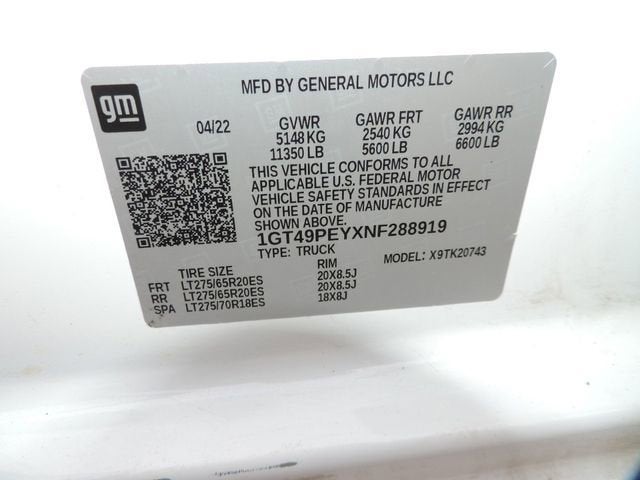 MFD BY GENERAL MOTORS LLC
gm
04/22 GVWR GAWR FRT GAWR RR
5148 KG 2540 KG 2994 KG
11350 LB 5600 LB 6600 LB
THIS VEHICLE CONFORMS TO ALL
APPLICABLE U.S. FEDERAL MOTOR
VEHICLE SAFETY STANDARDS IN EFFECT
ON THE DATE OF MANUFACTURE
SHOWN ABOVE.
1GT49PEYXNF288919
TYPE: TRUCK MODEL: X9TK20743
TIRE SIZE RIM
FRT LT275/65R20ES 20X8.5J
RR LT275/65R20ES 20X8.5J
SPA LT275/70R18ES 18X8J